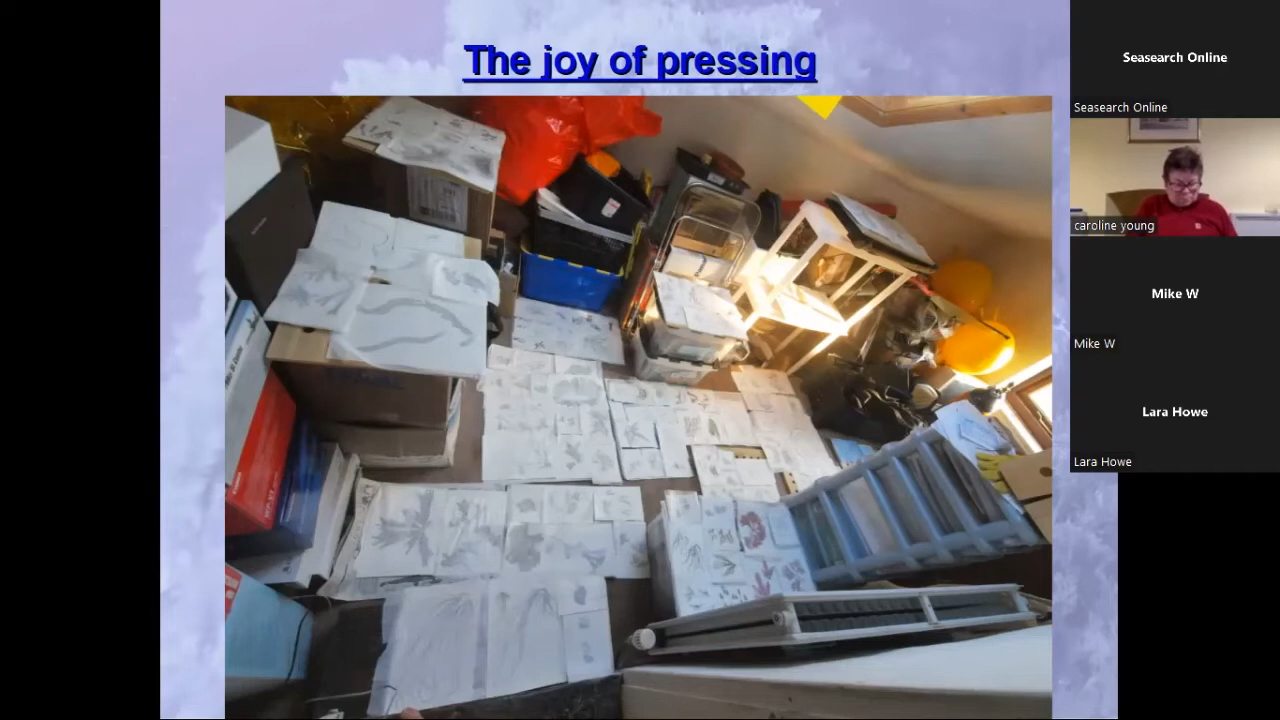 The joy of pressing
Seasearch Online
Seasearch Online
caroline young
Mike W
Mike W
Lara Howe
Lara Howe